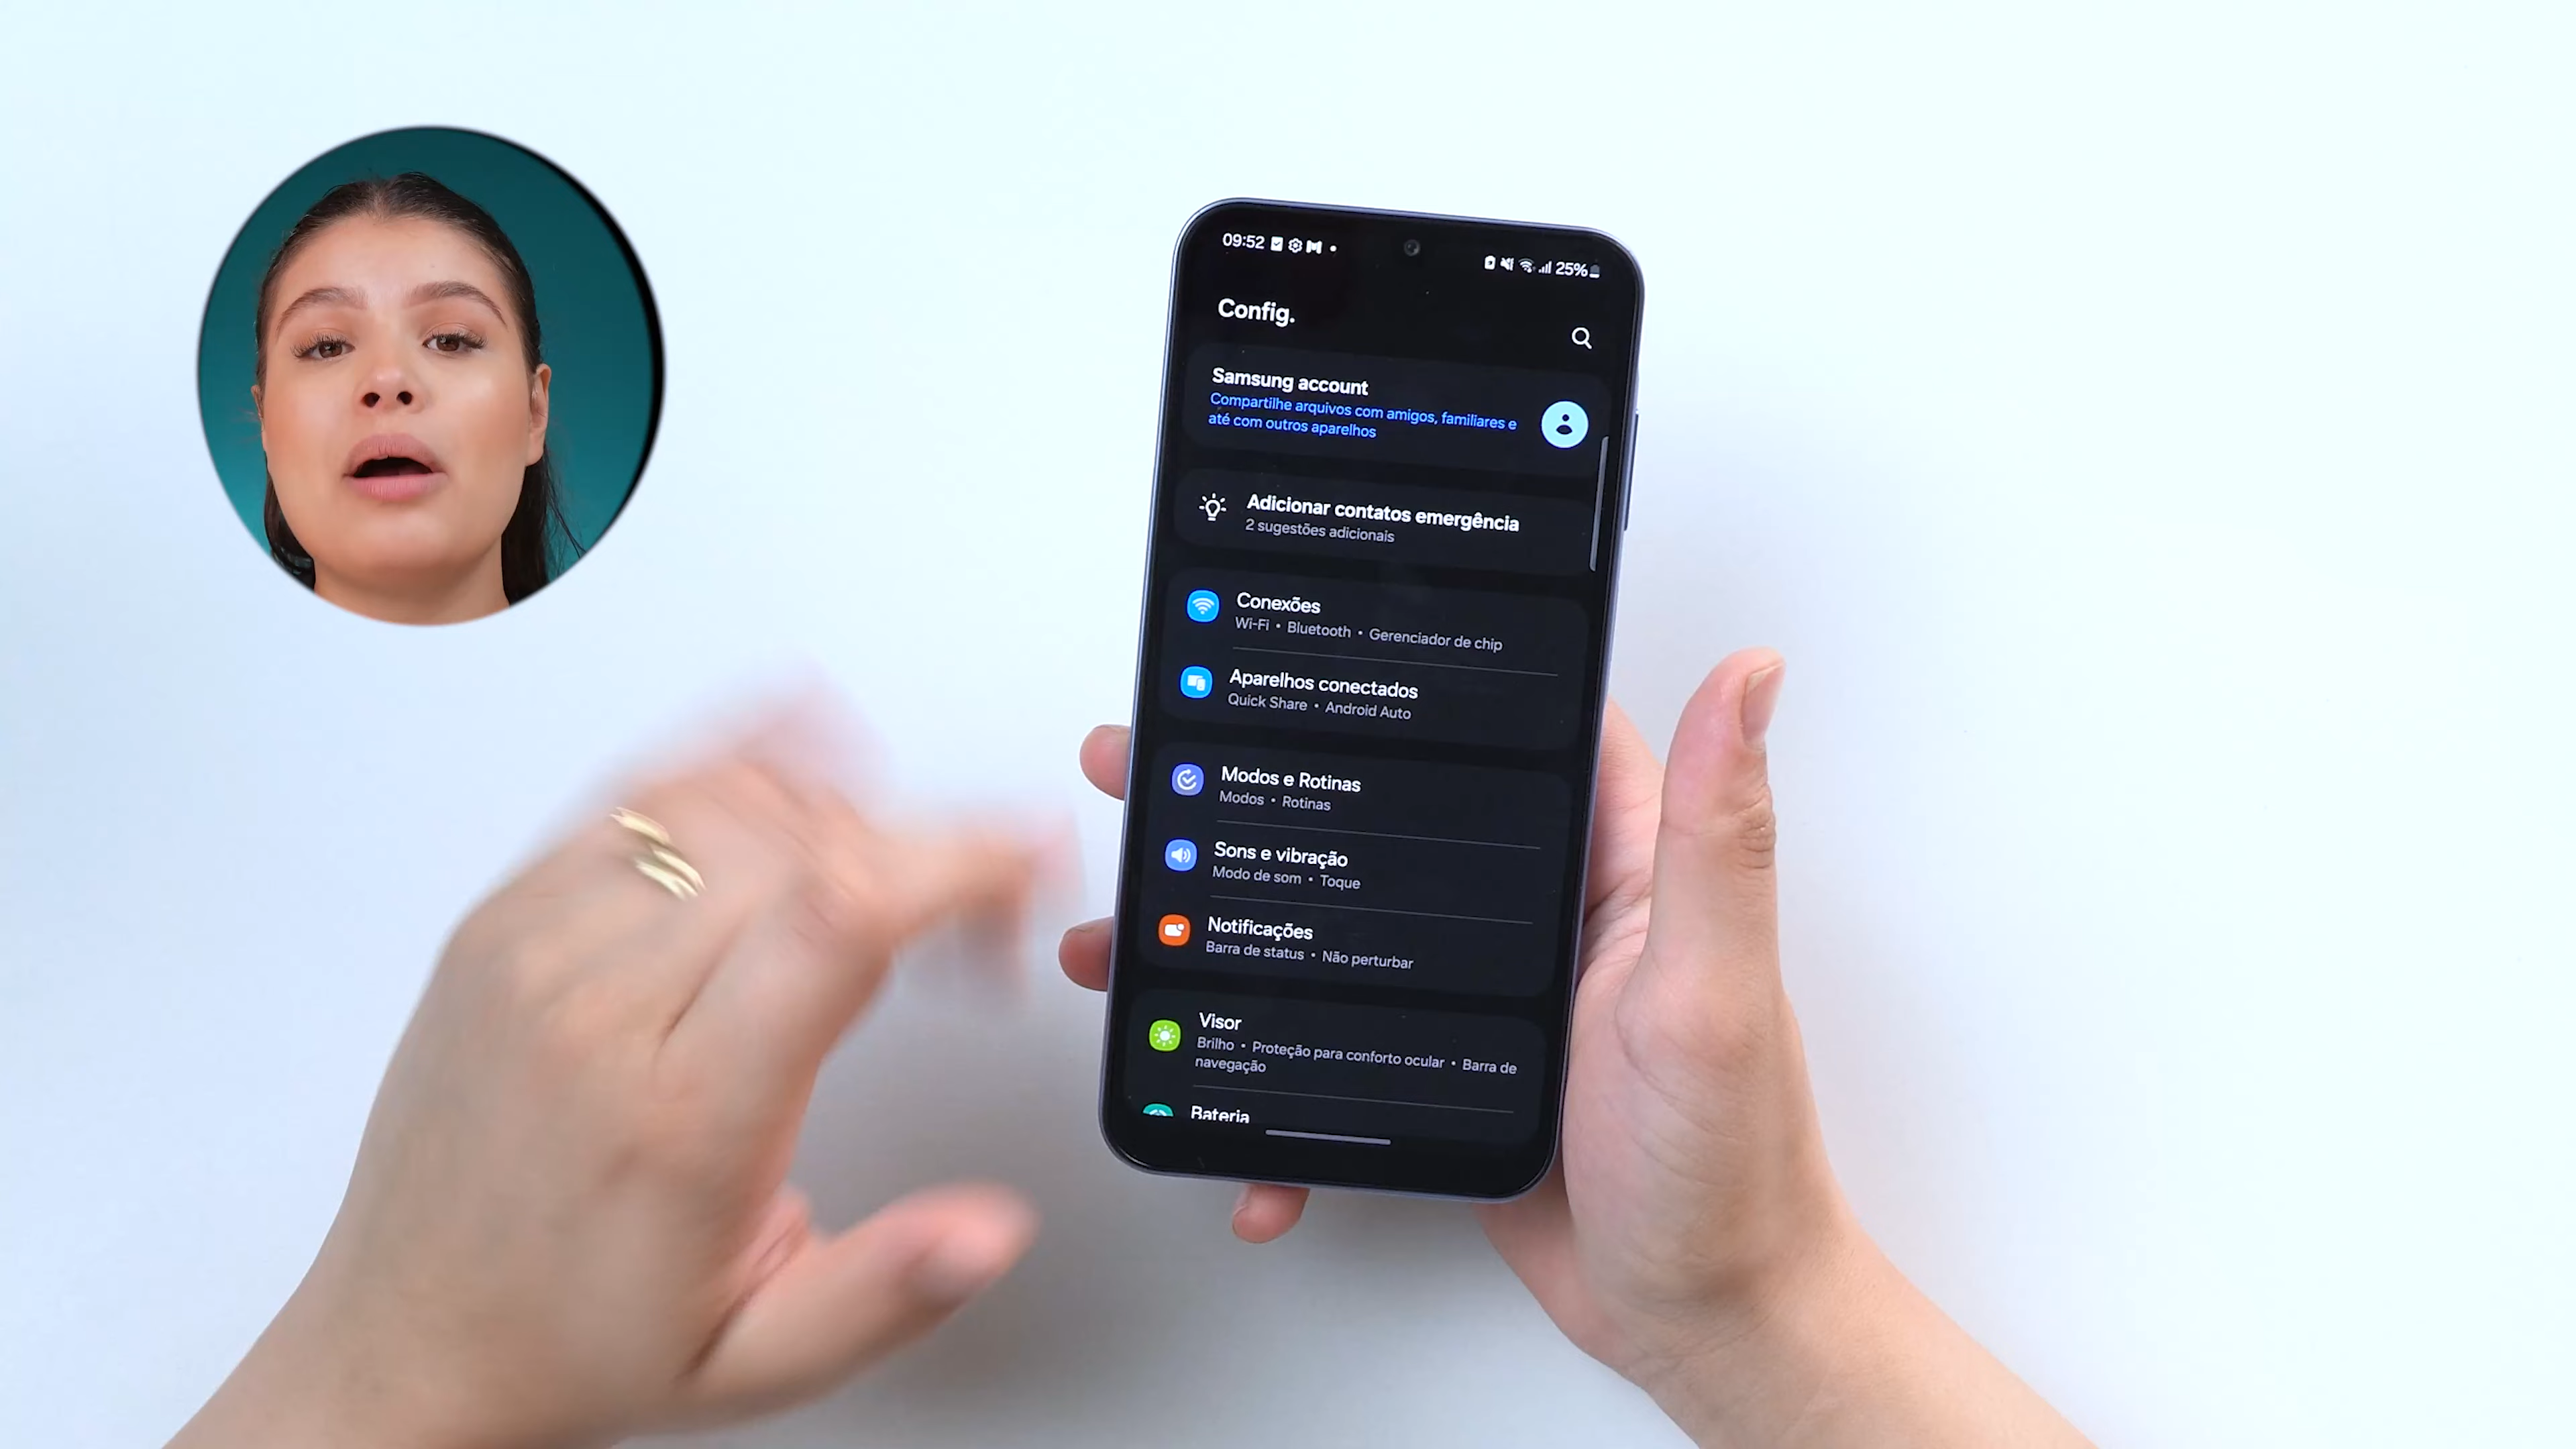 09:52
25%
Config.
Samsung account
Compartilhe arquivos com amigos, familiares e
até com outros aparelhos
Adicionar contatos emergência
2 sugestões adicionais
Conexões
Wi-Fi • Bluetooth • Gerenciador de chip
Aparelhos conectados
Quick Share • Android Auto
Modos e Rotinas
Modos • Rotinas
Sons e vibração
Modo de som • Toque
Notificações
Barra de status • Não perturbar
Visor
Brilho • Proteção para conforto ocular • Barra de
navegação
Bateria